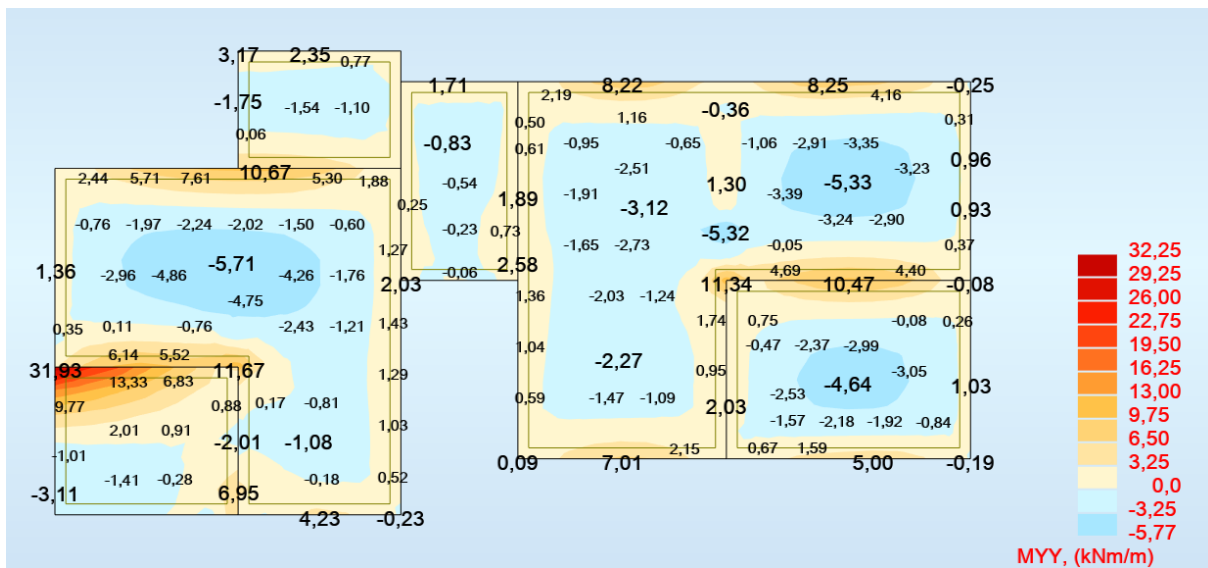 3,17 2,35 0,77
-1,75 -1,54 -1,10
0,06
1,71 8,22 8,25 -0,25
2,19 4,16
-0,36
0,50 1,16 0,31
-0,83 0,61 -0,95 -0,65 -1,06 -2,91 -3,35
0,96
10,67 -2,51 -3,23
2,44 5,71 7,61 5,30 1,88 -0,54 1,30 -5,33
-1,91 -3,39
0,25 1,89 -3,12 0,93
-0,76 -1,97 -2,24 -2,02 -1,50 -0,60 -0,23 0,73 -5,32 -3,24 -2,90
1,27 -1,65 -2,73 -0,05 0,37
-5,71 2,58
1,36 -2,96 -4,86 -4,26 -1,76 -0,06 4,69 4,40
2,03 11,34 10,47 -0,08
-4,75 1,36 -2,03 -1,24
0,35 0,11 -0,76 -2,43 -1,21 1,43 1,74 0,75 -0,08 0,26
6,14 5,52 1,04 -0,47 -2,37 -2,99
31,93 11,67 1,29 -2,27 0,95 -3,05
13,33 6,83 -4,64 1,03
9,77 0,88 0,17 -0,81 0,59 -1,47 -1,09 2,03 -2,53
2,01 0,91 1,03 -1,57 -2,18 -1,92 -0,84
-2,01 -1,08
-1,01 2,15 0,67 1,59
0,09 7,01 5,00 -0,19
-1,41 -0,28 -0,18 0,52
-3,11 6,95
4,23 -0,23
32,25
29,25
26,00
22,75
19,50
16,25
13,00
9,75
6,50
3,25
0,0
-3,25
-5,77
MYY, (kNm/m)